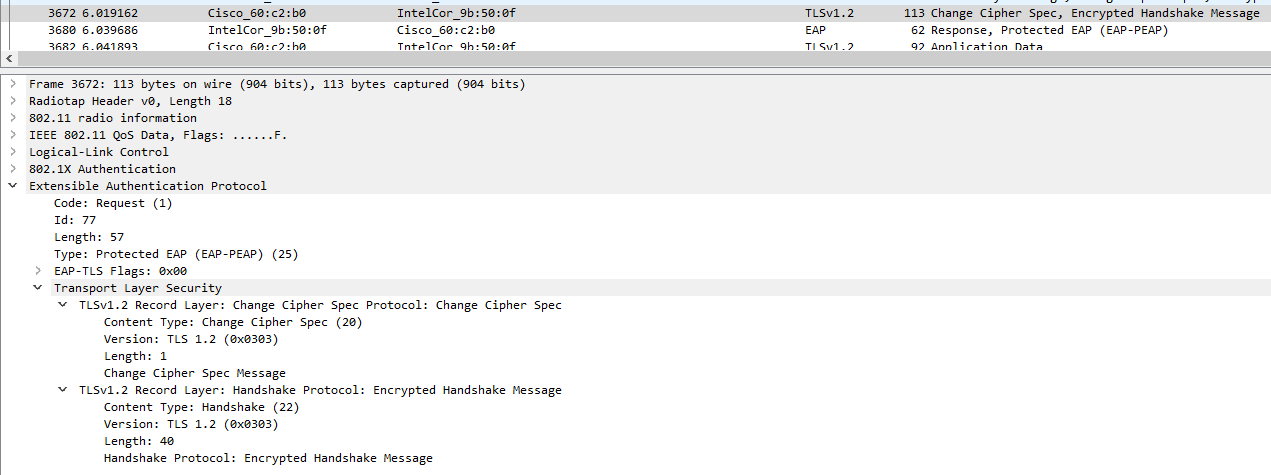 3672 6.019162 Cisco_60:c2:b0 IntelCor_9b:50:0f TLSv1.2 113 Change Cipher Spec, Encrypted Handshake Message
3680 6.039686 IntelCor_9b:50:0f Cisco_60:c2:b0 EAP 62 Response, Protected EAP (EAP-PEAP)
3682 6.041893 Cisco_60:c2:b0 IntelCor_9b:50:0f TLSv1.2 92 Application Data
Frame 3672: 113 bytes on wire (904 bits), 113 bytes captured (904 bits)
Radiotap Header v0, Length 18
802.11 radio information
IEEE 802.11 QoS Data, Flags: ......F.
Logical-Link Control
802.1X Authentication
Extensible Authentication Protocol
Code: Request (1)
Id: 77
Length: 57
Type: Protected EAP (EAP-PEAP) (25)
EAP-TLS Flags: 0x00
Transport Layer Security
TLSv1.2 Record Layer: Change Cipher Spec Protocol: Change Cipher Spec
Content Type: Change Cipher Spec (20)
Version: TLS 1.2 (0x0303)
Length: 1
Change Cipher Spec Message
TLSv1.2 Record Layer: Handshake Protocol: Encrypted Handshake Message
Content Type: Handshake (22)
Version: TLS 1.2 (0x0303)
Length: 40
Handshake Protocol: Encrypted Handshake Message